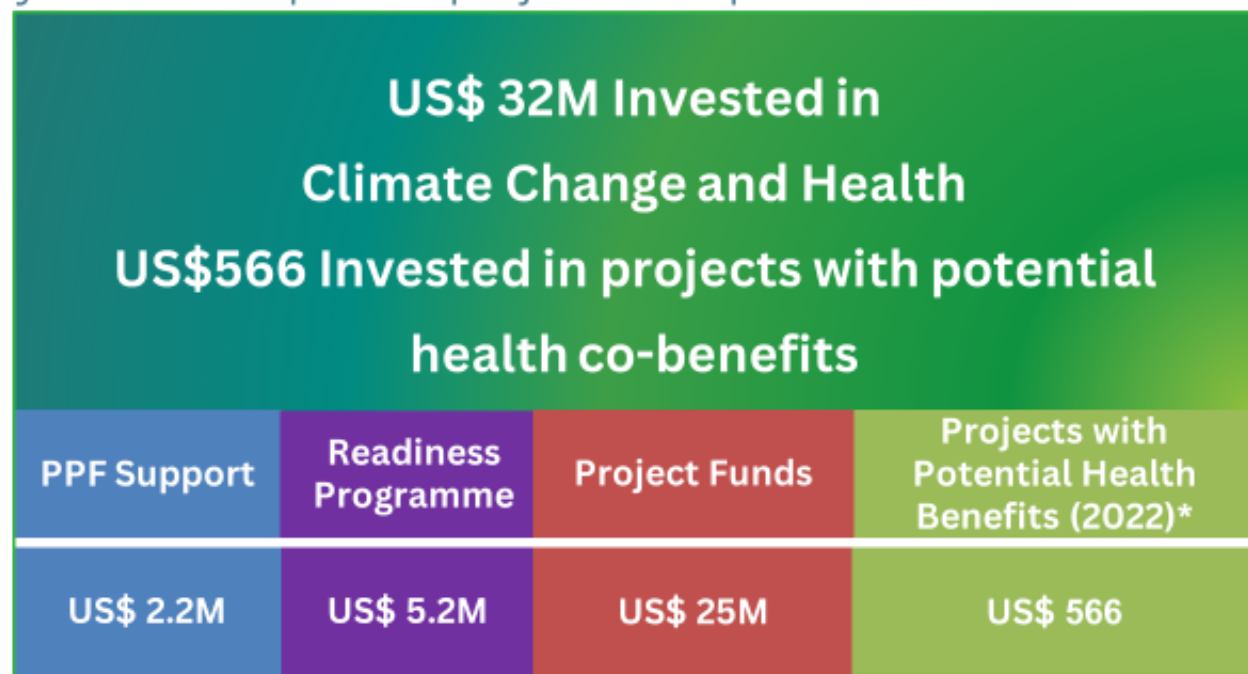 US$ 32M Invested in
Climate Change and Health
US$566 Invested in projects with potential
health co-benefits
PPF Support
Readiness
Programme
Project Funds
Projects with
Potential Health
Benefits (2022)*
US$ 2.2M
US$ 5.2M
US$ 25M
US$ 566